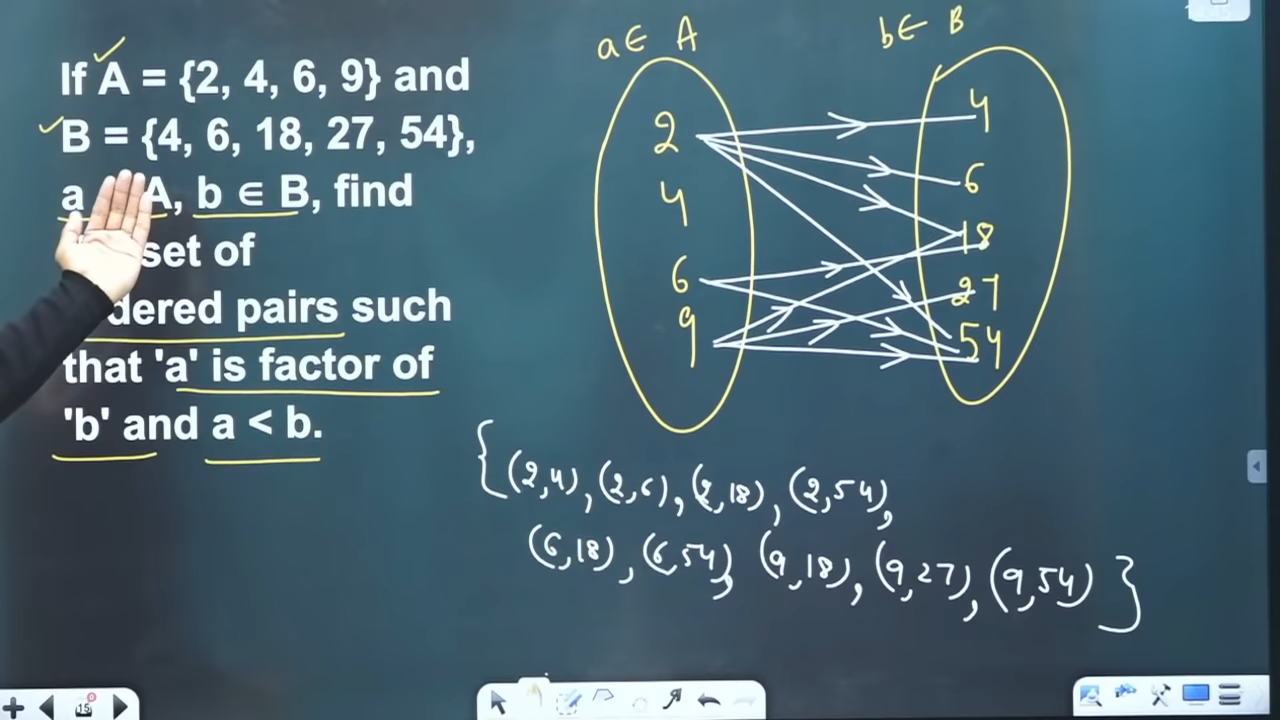 If A = {2, 4, 6, 9} and
B = {4, 6, 18, 27, 54},
a A, b ∈ B, find
set of
dered pairs such
that 'a' is factor of
'b' and a < b.
a ∈ A
b ∈ B
2
4
6
9
4
6
18
27
54
{(2,4), (2,6), (2,18), (2,54),
(6,18), (6,54), (9,18), (9,27), (9,54)}
15